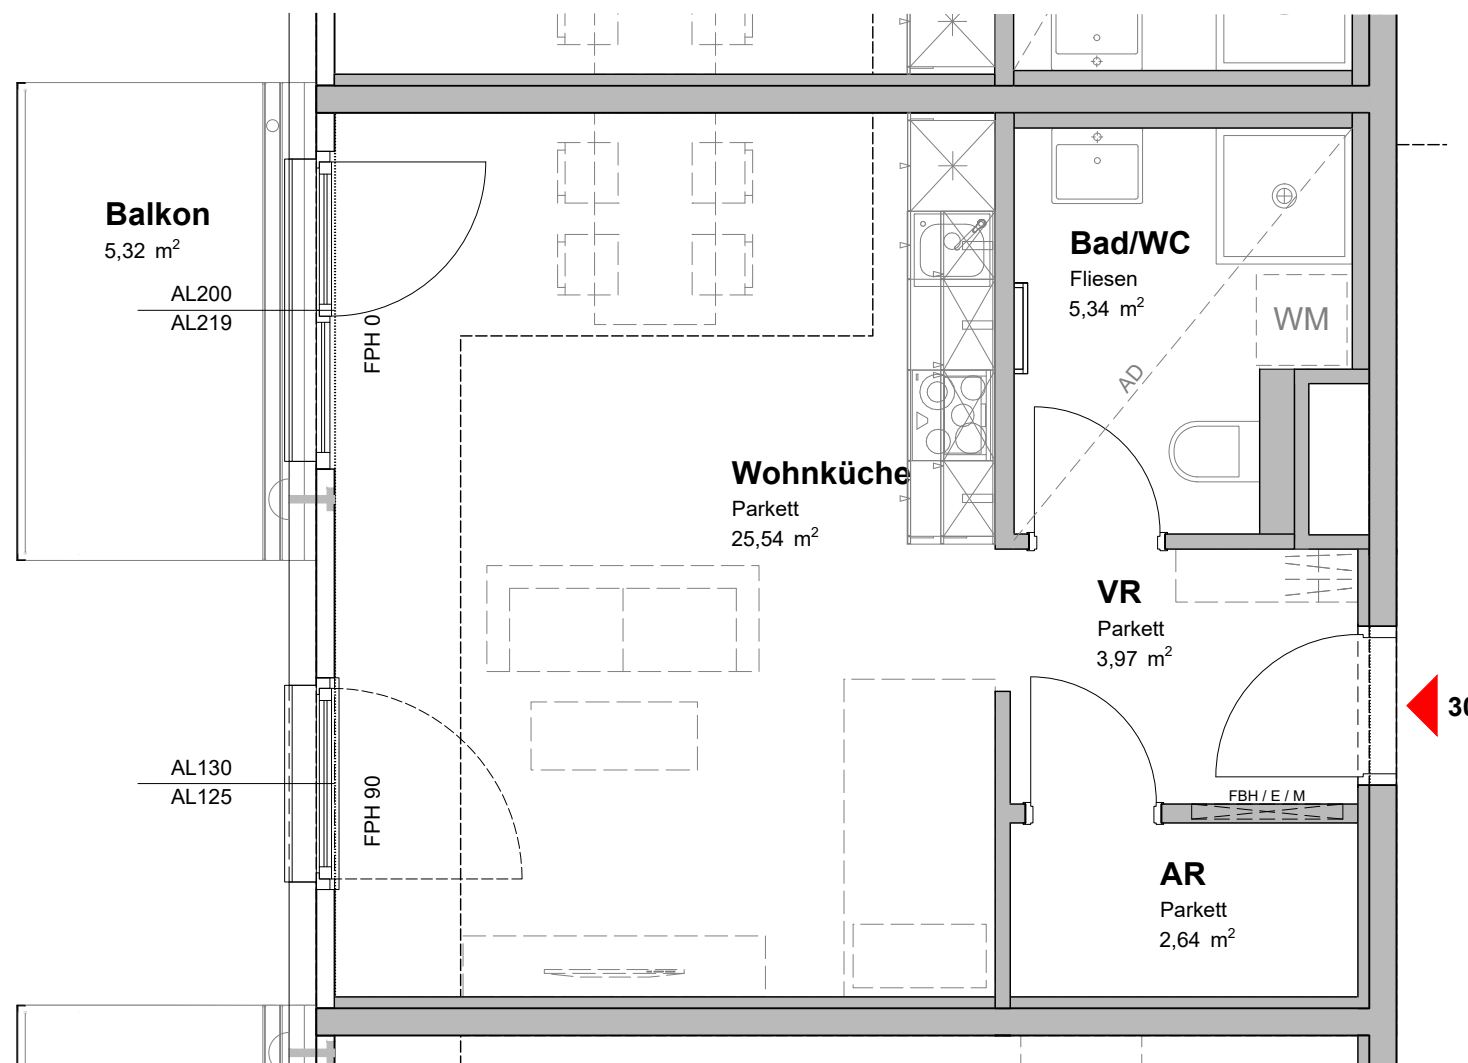 Balkon
5,32 m²
AL200
AL219
FPH 0
Bad/WC
Fliesen
5,34 m²
WM
AD
Wohnküche
Parkett
25,54 m²
VR
Parkett
3,97 m²
30
AL130
AL125
FPH 90
FBH / E / M
AR
Parkett
2,64 m²